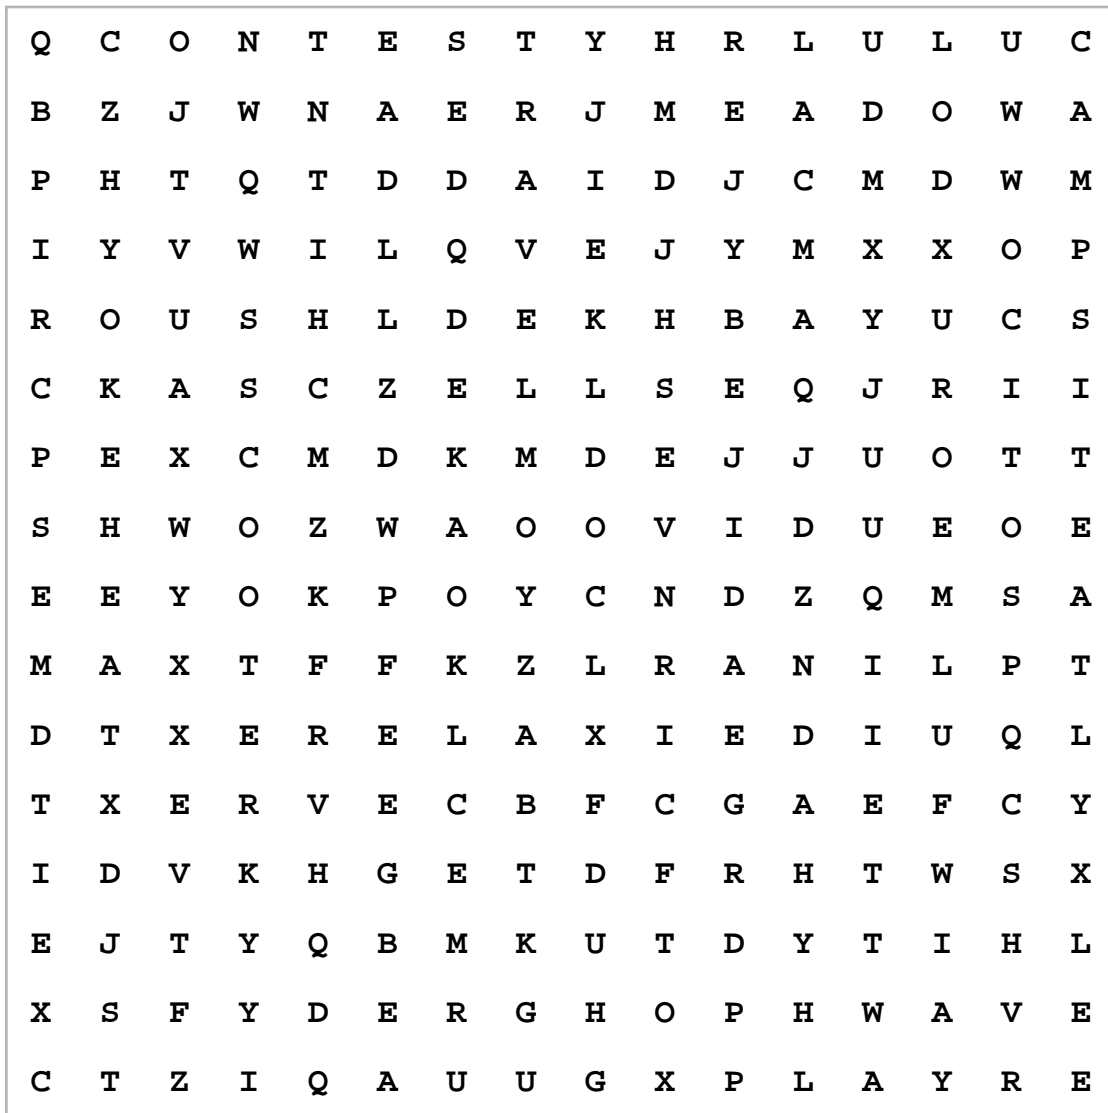 Q C O N T E S T Y H R L U L U C
B Z J W N A E R J M E A D O W A
P H T Q T D D A I D J C M D W M
I Y V W I L Q V E J Y M X X O P
R O U S H L D E K H B A Y U C S
C K A S C Z E L L S E Q J R I I
P E X C M D K M D E J J U O T T
S H W O Z W A O O V I D U E O E
E E Y O K P O Y C N D Z Q M S A
M A X T F F K Z L R A N I L P T
D T X E R E L A X I E D I U Q L
T X E R V E C B F C G A E F C Y
I D V K H G E T D F R H T W S X
E J T Y Q B M K U T D Y T I H L
X S F Y D E R G H O P H W A V E
C T Z I Q A U U G X P L A Y R E